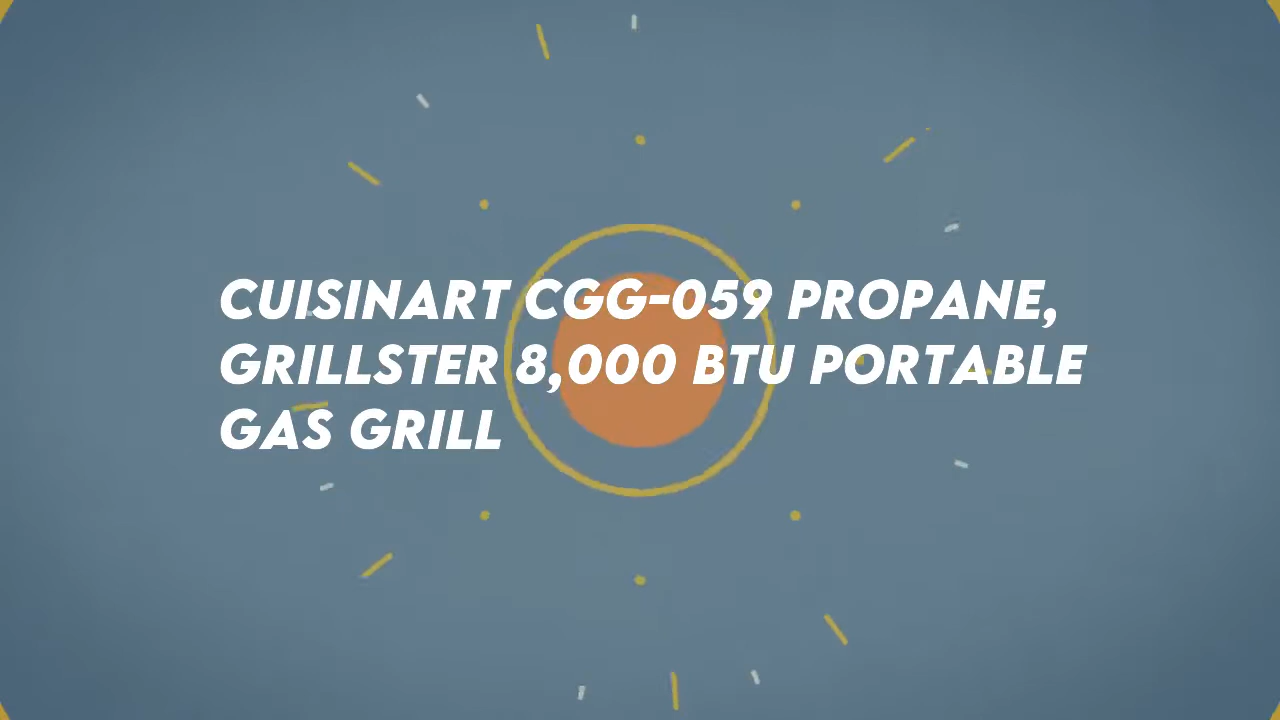 CUISINART CGG-059 PROPANE,
GRILLSTER 8,000 BTU PORTABLE
GAS GRILL